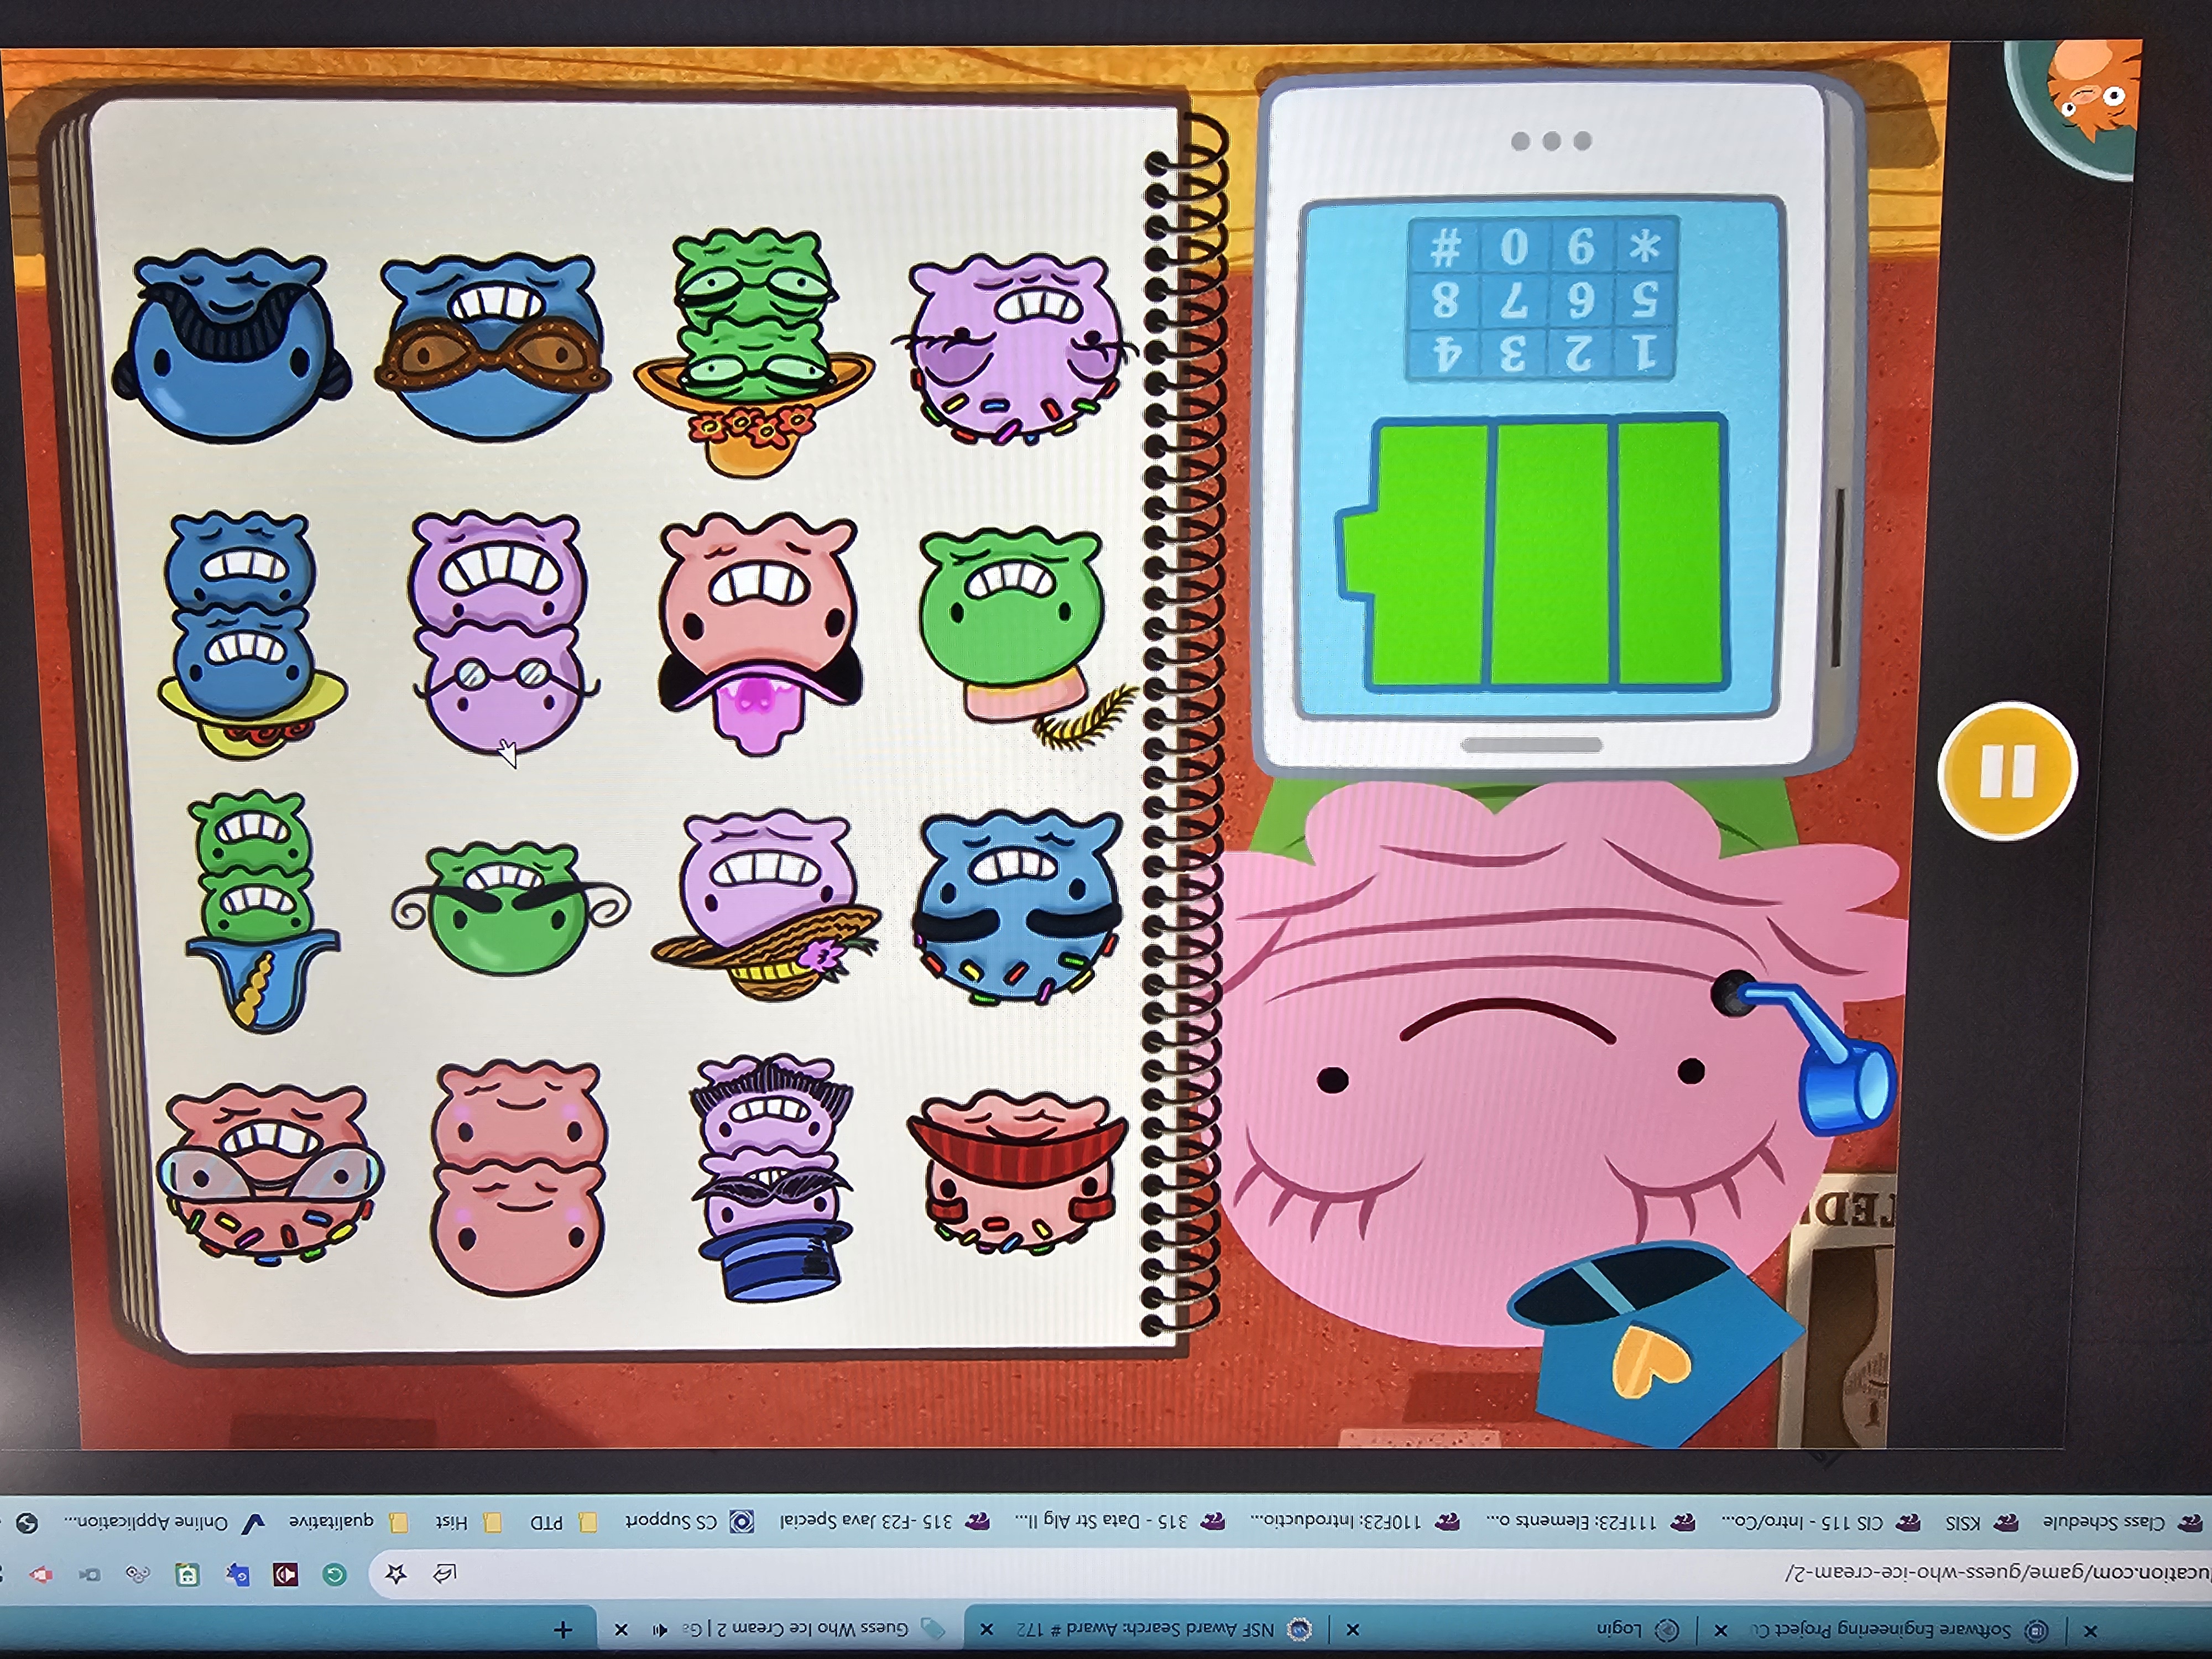 Software Engineering Project Cu
Login
NSF Award Search: Award # 172
Guess Who Ice Cream 2 | Ga
ucation.com/game/guess-who-ice-cream-2/
Class Schedule
KSIS
CIS 115 - Intro/Co...
111F23: Elements o...
110F23: Introductio...
315 - Data Str Alg II...
315 -F23 Java Special
CS Support
PTD
Hist
qualitative
Online Application...
TED!
1 2 3 4
5 6 7 8
* 9 0 #